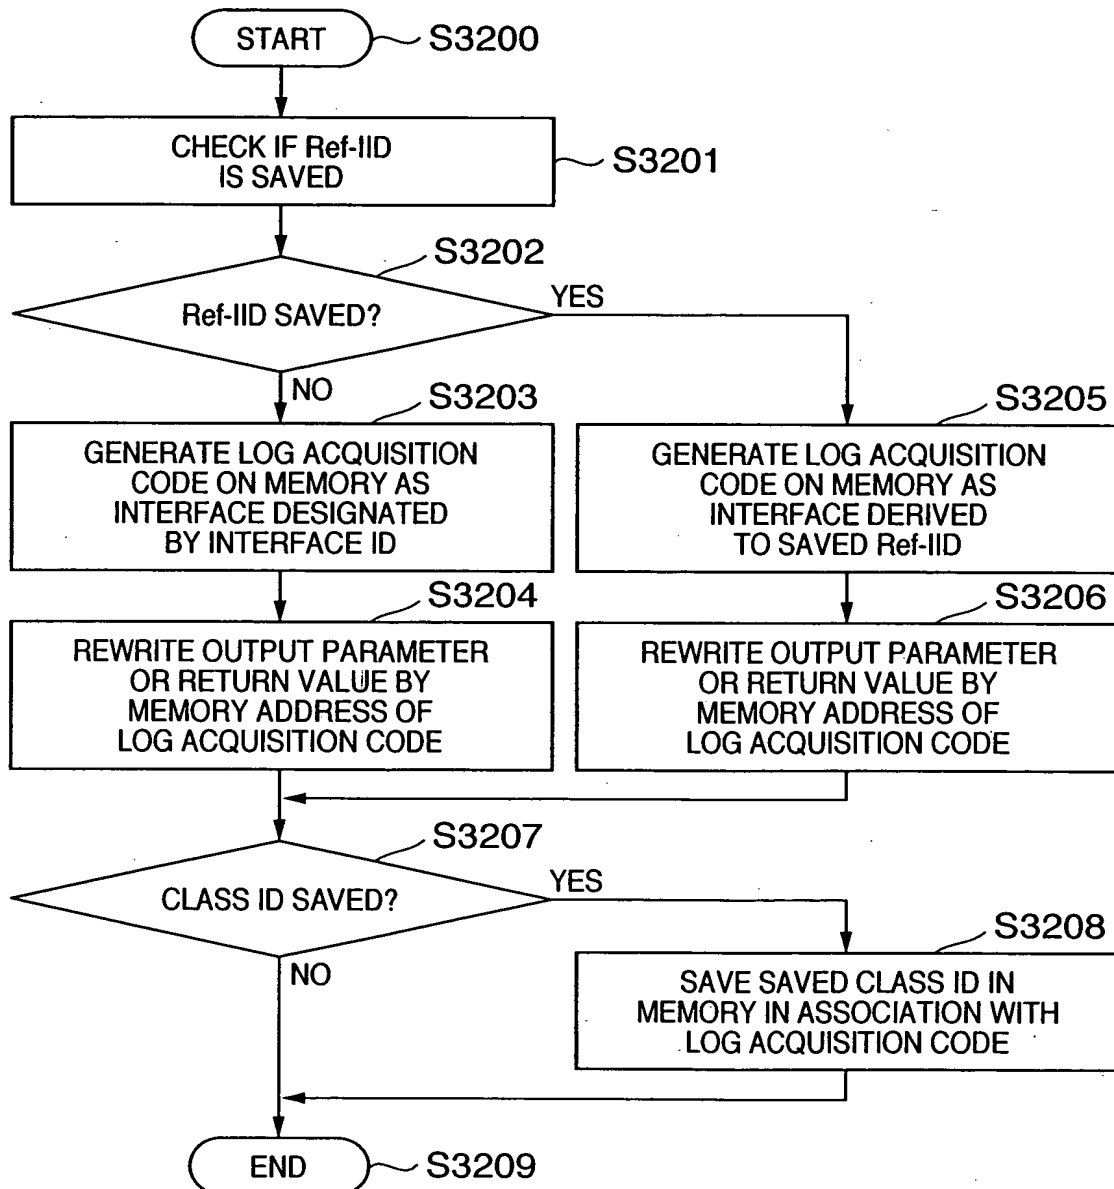 START
S3200
CHECK IF Ref-IID
IS SAVED
S3201
S3202
Ref-IID SAVED?
YES
NO
S3203
GENERATE LOG ACQUISITION
CODE ON MEMORY AS
INTERFACE DESIGNATED
BY INTERFACE ID
S3205
GENERATE LOG ACQUISITION
CODE ON MEMORY AS
INTERFACE DERIVED
TO SAVED Ref-IID
S3204
REWRITE OUTPUT PARAMETER
OR RETURN VALUE BY
MEMORY ADDRESS OF
LOG ACQUISITION CODE
S3206
REWRITE OUTPUT PARAMETER
OR RETURN VALUE BY
MEMORY ADDRESS OF
LOG ACQUISITION CODE
S3207
CLASS ID SAVED?
YES
NO
S3208
SAVE SAVED CLASS ID IN
MEMORY IN ASSOCIATION WITH
LOG ACQUISITION CODE
END
S3209